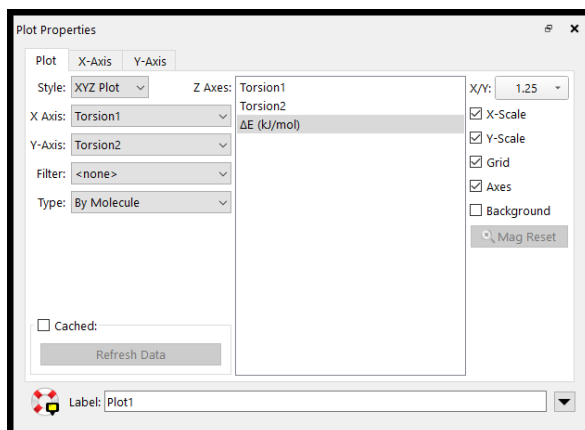 Plot Properties
Plot X-Axis Y-Axis
Style: XYZ Plot Z Axes: Torsion1 X/Y: 1.25
Torsion2
X Axis: Torsion1 ΔE (kJ/mol) X-Scale
Y-Axis: Torsion2 Y-Scale
Filter: <none> Grid
Axes
Type: By Molecule Background
Mag Reset
Cached:
Refresh Data
Label: Plot1